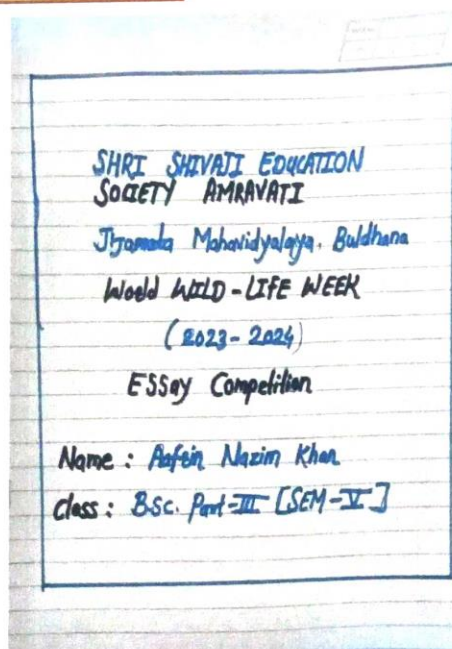 SHRI SHIVAJI EDUCATION
SOCIETY AMRAVATI
Jijamata Mahavidyalaya, Buldhana
World WILD-LIFE WEEK
(2023-2024)
ESSay Competition
Name : Aafrin Nazim Khan
Class : B.Sc. Part-III [SEM-V]